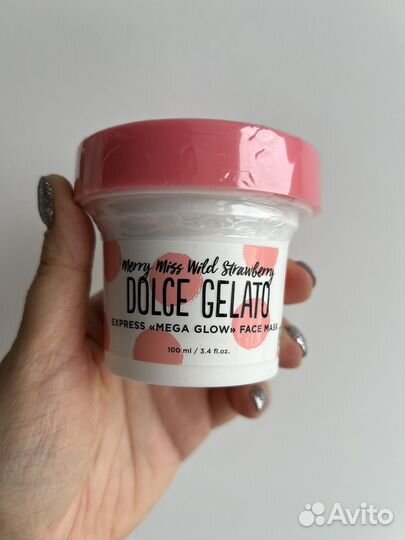 Merry Miss Wild Strawberry
DOLCE GELATO
EXPRESS «MEGA GLOW» FACE MASK
100 ml / 3.4 fl.oz.
Avito